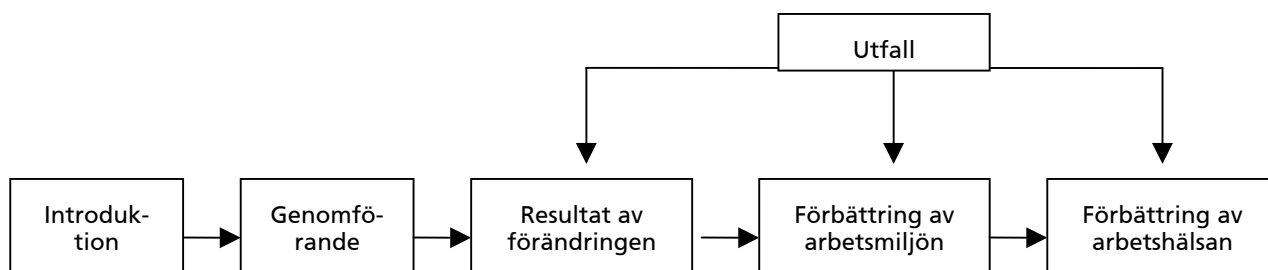 Utfall
Introduk-
tion
Genomfö-
rande
Resultat av
förändringen
Förbättring av
arbetsmiljön
Förbättring av
arbetshälsan